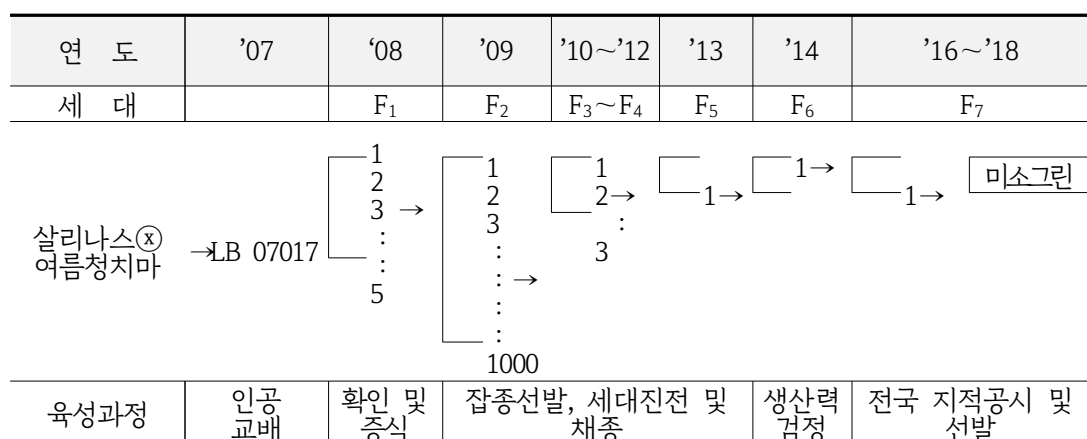 연 도 ’07 ‘08 ’09 ’10～’12 ’13 ’14 ’16～’18
세 대 F₁ F₂ F₃～F₄ F₅ F₆ F₇
살리나스ⓧ
여름청치마
→LB 07017
1
2
3 →
:
:
5
1
2
3
:
: →
:
:
1000
1
2→
:
3
1→
1→
1→
미소그린
육성과정 인공
교배
확인 및
증식
잡종선발, 세대진전 및
채종
생산력
검정
전국 지적공시 및
선발